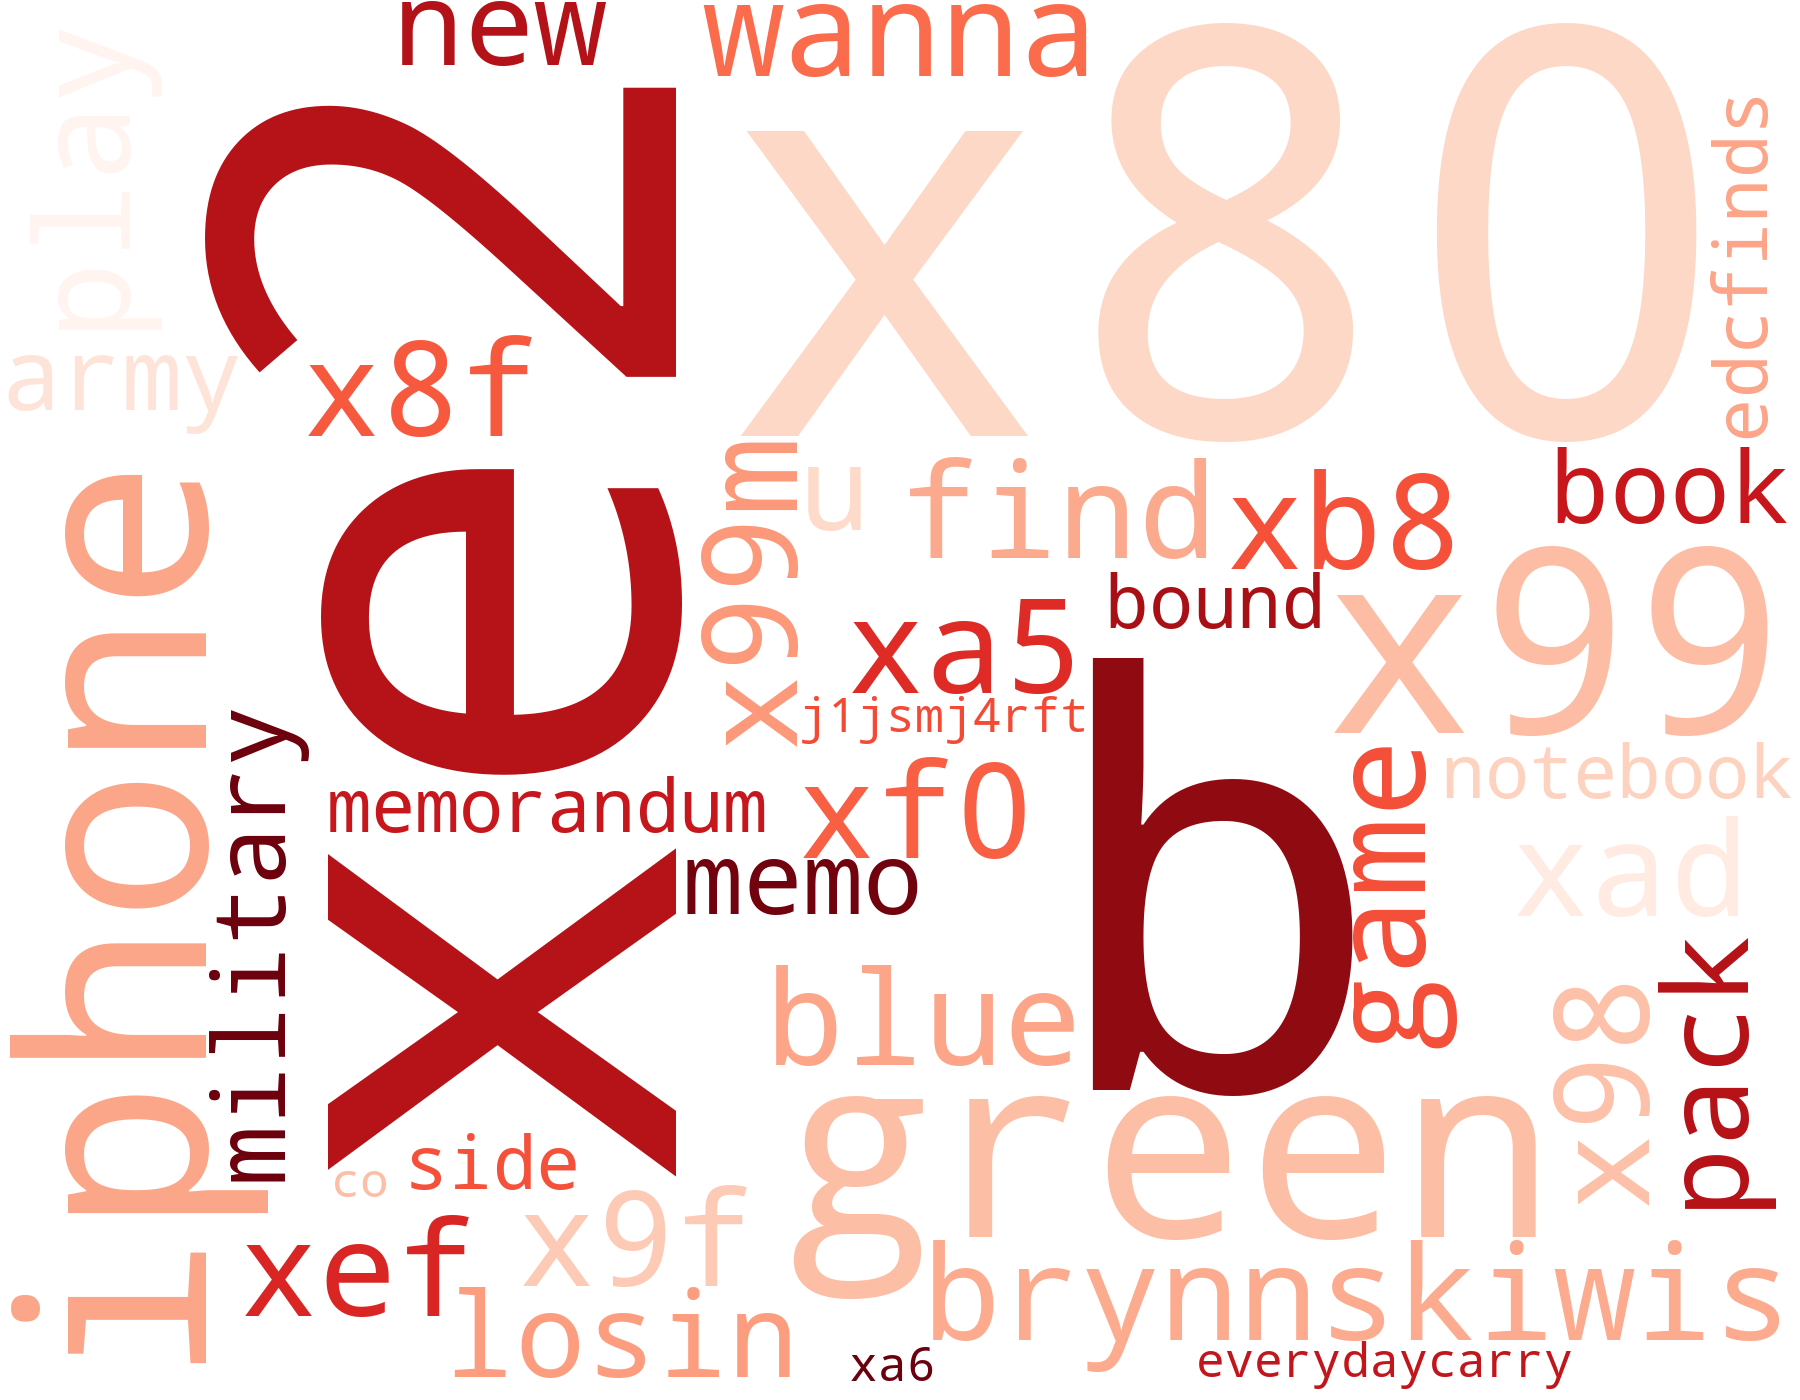 new
wanna
play
xe2
x80
edcfinds
army
x8f
iphone
x99m
u
find
xb8
book
bound
x99
xa5
j1jsmj4rft
military
memorandum
xf0
memo
b
game
notebook
xad
blue
x98
pack
green
co
side
xef
x9f
losin
brynnskiwis
xa6
everydaycarry